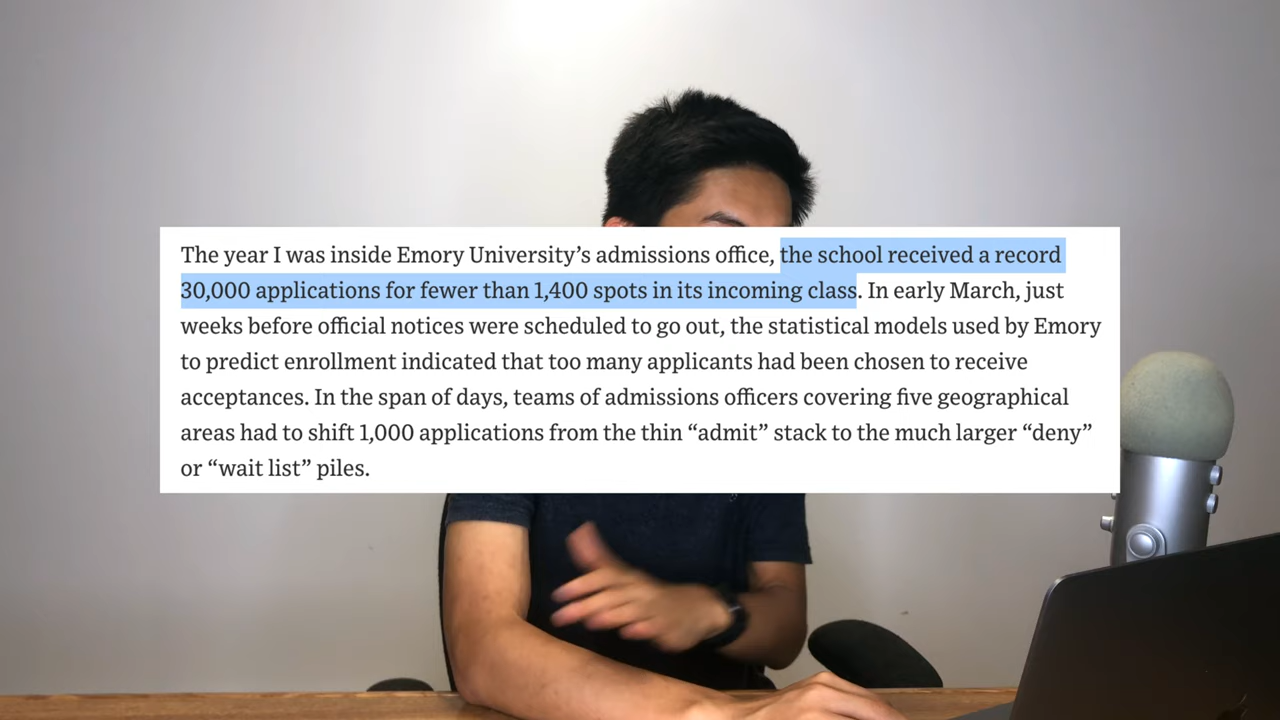 The year I was inside Emory University’s admissions office, the school received a record
30,000 applications for fewer than 1,400 spots in its incoming class. In early March, just
weeks before official notices were scheduled to go out, the statistical models used by Emory
to predict enrollment indicated that too many applicants had been chosen to receive
acceptances. In the span of days, teams of admissions officers covering five geographical
areas had to shift 1,000 applications from the thin “admit” stack to the much larger “deny”
or “wait list” piles.